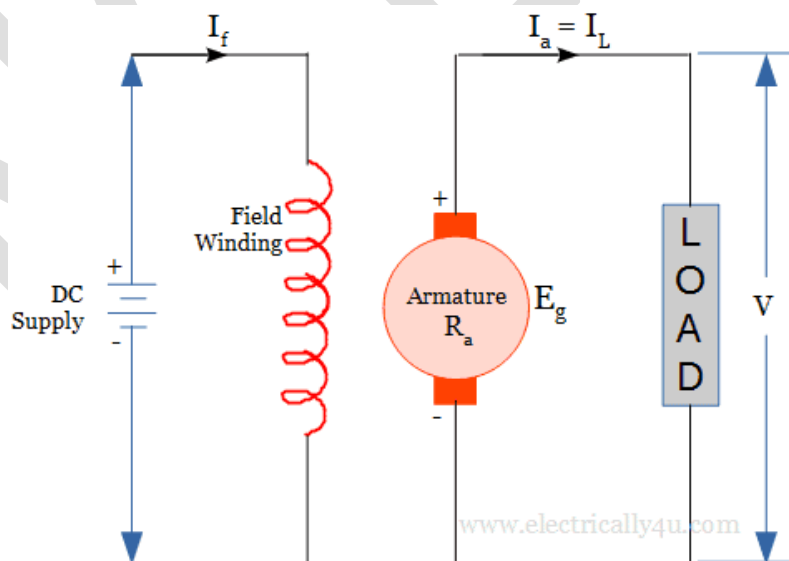 I_f
I_a = I_L
Field
Winding
+
-
DC
Supply
+
-
Armature
R_a
E_g
L
O
A
D
V
www.electrically4u.com